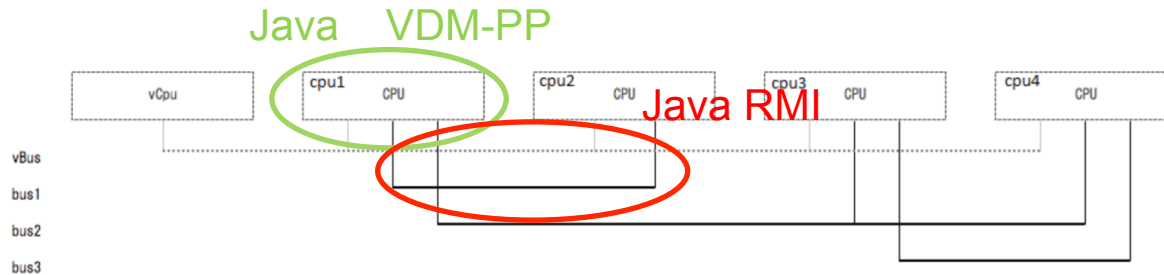 Java VDM-PP
vCpu
cpu1 CPU
cpu2 CPU
cpu3 CPU
cpu4 CPU
Java RMI
vBus
bus1
bus2
bus3